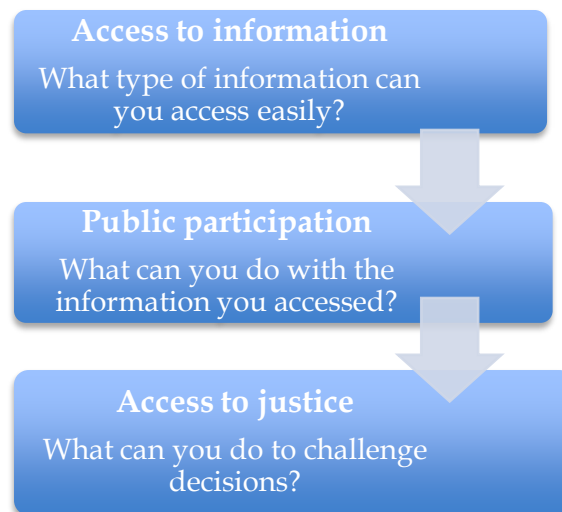 Access to information
What type of information can
you access easily?
Public participation
What can you do with the
information you accessed?
Access to justice
What can you do to challenge
decisions?